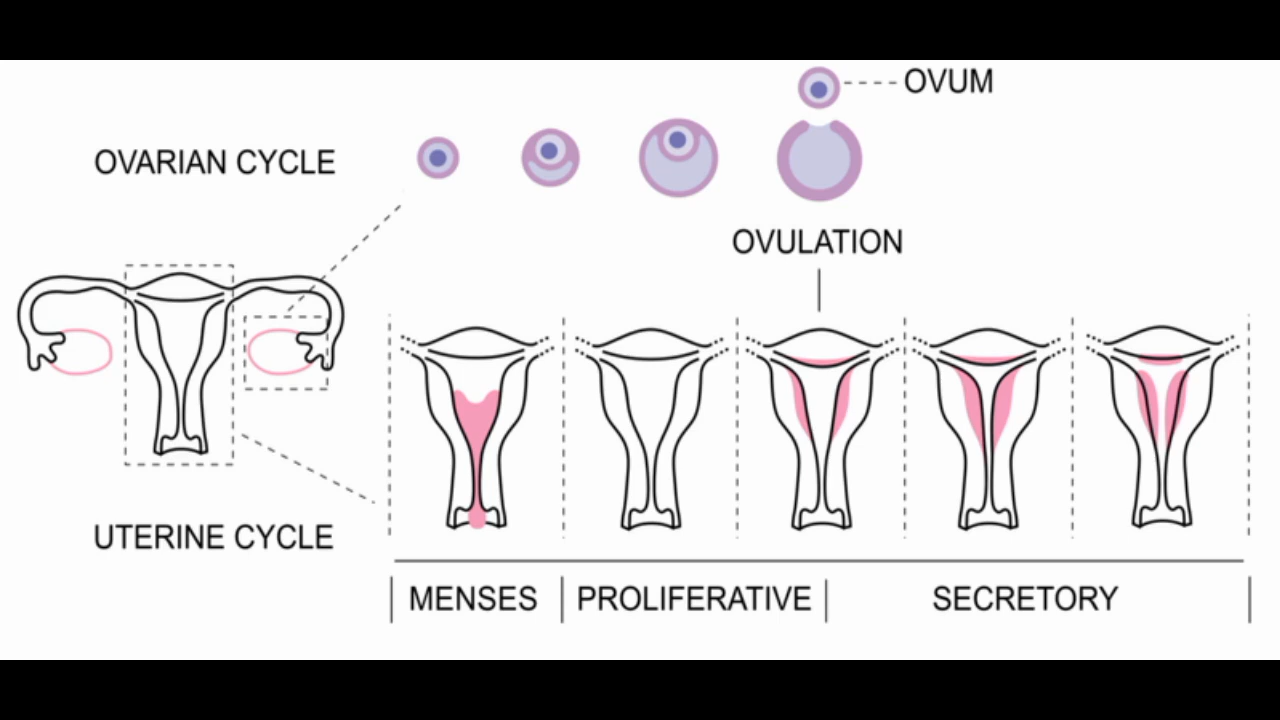 OVUM
OVARIAN CYCLE
OVULATION
UTERINE CYCLE
MENSES
PROLIFERATIVE
SECRETORY